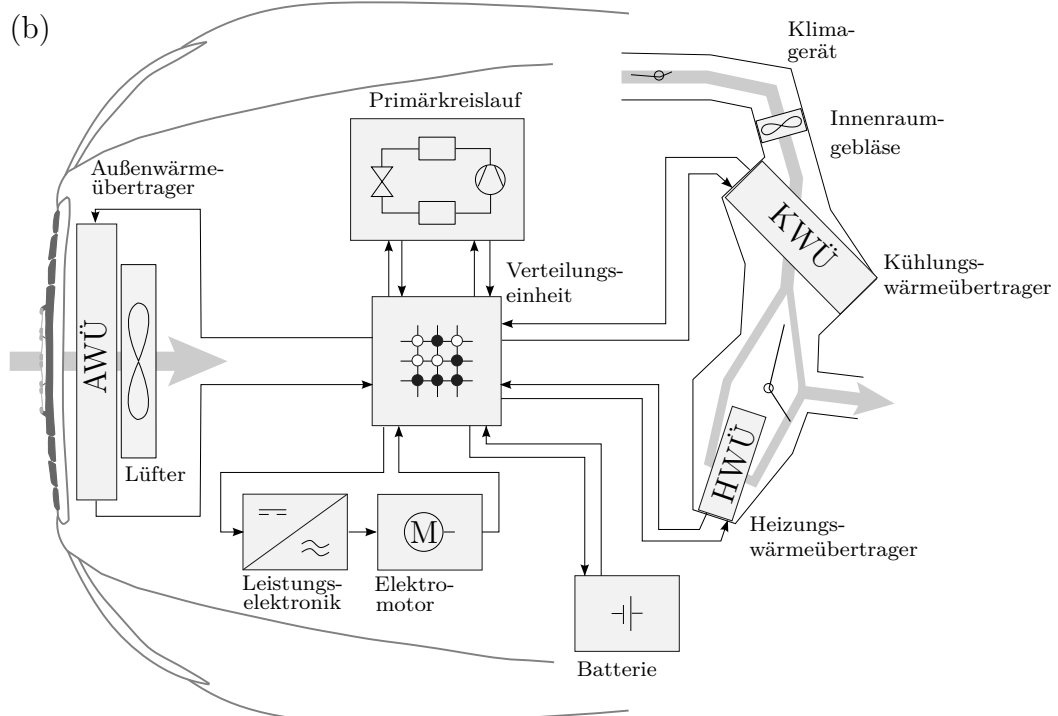 (b)
Klima-
gerät
Primärkreislauf
Innenraum-
gebläse
Außenwärme-
übertrager
KWÜ
Verteilungs-
einheit
Kühlungs-
wärmeübertrager
AWÜ
Lüfter
HWÜ
M
Heizungs-
wärmeübertrager
Leistungs-
elektronik
Elektro-
motor
Batterie